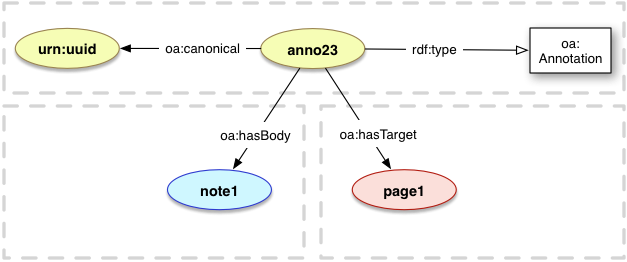 urn:uuid
oa:canonical
anno23
rdf:type
oa:
Annotation
oa:hasBody
oa:hasTarget
note1
page1